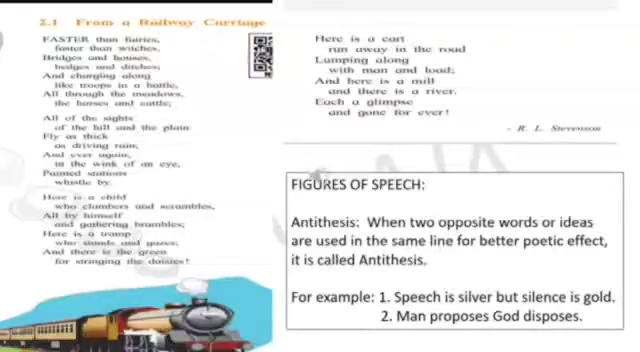 2.1 From a Railway Carriage
FASTER than fairies,
faster than witches,
Bridges and houses,
hedges and ditches;
And charging along
like troops in a battle,
All through the meadows,
the horses and cattle;
All of the sights
of the hill and the plain
Fly as thick
as driving rain;
And ever again,
in the wink of an eye,
Painted stations
whistle by.
Here is a child
who clambers and scrambles,
All by himself
and gathering brambles;
Here is a tramp
who stands and gazes;
And there is the green
for stringing the daisies!
Here is a cart
run away in the road
Lumping along
with man and load;
And here is a mill
and there is a river.
Each a glimpse
and gone for ever!
- R. L. Stevenson
FIGURES OF SPEECH:
Antithesis: When two opposite words or ideas
are used in the same line for better poetic effect,
it is called Antithesis.
For example: 1. Speech is silver but silence is gold.
2. Man proposes God disposes.